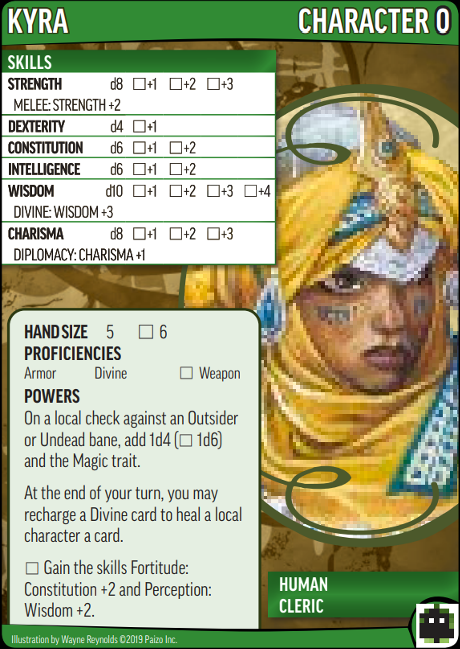 KYRA CHARACTER 0
SKILLS
STRENGTH d8 □+1 □+2 □+3
MELEE: STRENGTH +2
DEXTERITY d4 □+1
CONSTITUTION d6 □+1 □+2
INTELLIGENCE d6 □+1 □+2
WISDOM d10 □+1 □+2 □+3 □+4
DIVINE: WISDOM +3
CHARISMA d8 □+1 □+2 □+3
DIPLOMACY: CHARISMA +1
HAND SIZE 5 □ 6
PROFICIENCIES
Armor Divine □ Weapon
POWERS
On a local check against an Outsider
or Undead bane, add 1d4 (□ 1d6)
and the Magic trait.
At the end of your turn, you may
recharge a Divine card to heal a local
character a card.
□ Gain the skills Fortitude:
Constitution +2 and Perception:
Wisdom +2.
HUMAN
CLERIC
Illustration by Wayne Reynolds ©2019 Paizo Inc.